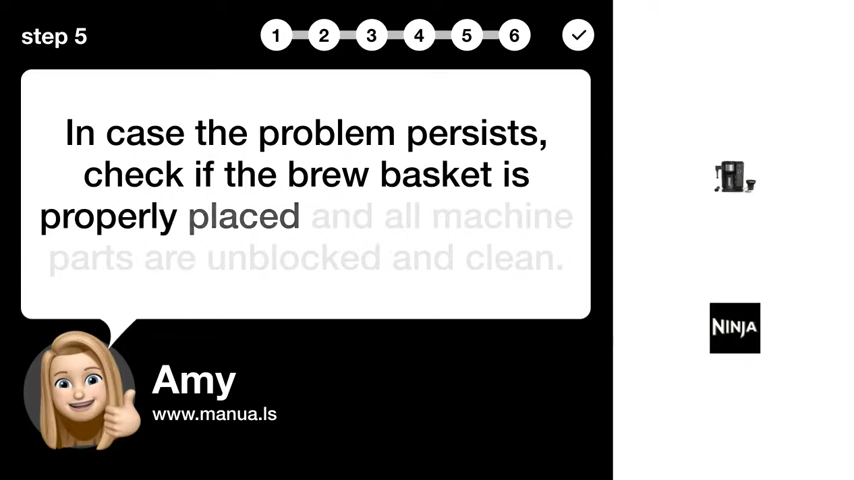 step 5
1 2 3 4 5 6
In case the problem persists,
check if the brew basket is
properly placed and all machine
parts are unblocked and clean.
Amy
www.manua.ls
NINJA